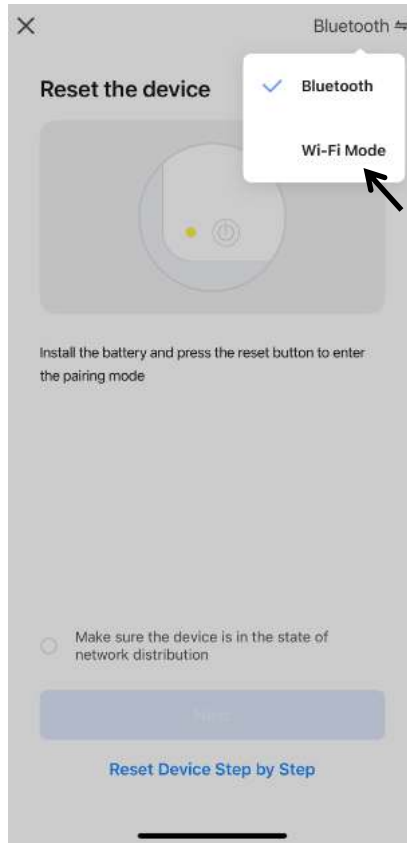 Bluetooth
Reset the device
Bluetooth
Wi-Fi Mode
Install the battery and press the reset button to enter
the pairing mode
Make sure the device is in the state of
network distribution
Next
Reset Device Step by Step